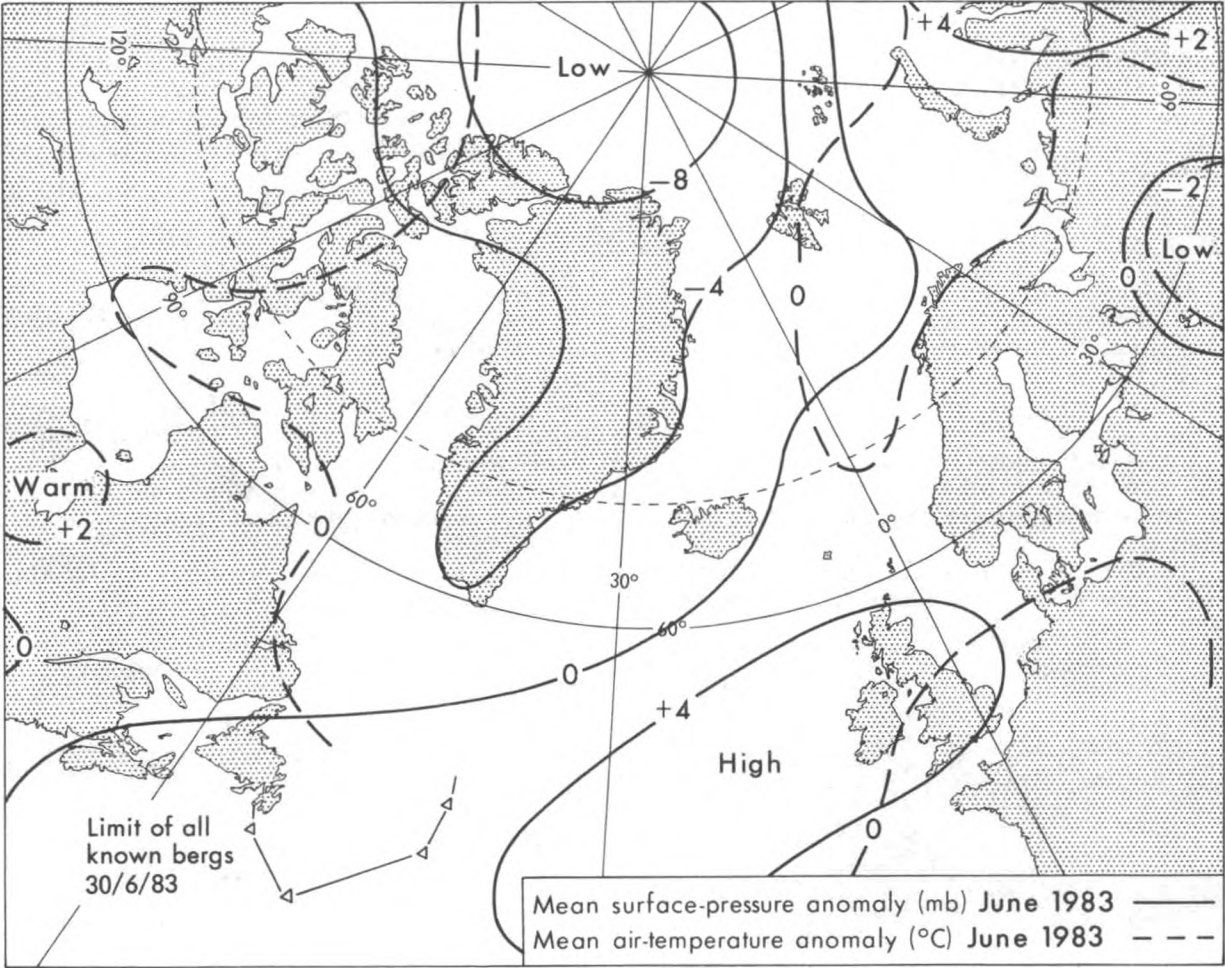 +4
+2
120°
Low
60°
-8
-2
Low
0
-4
0
90°
30°
Warm
+2
60°
0
0°
30°
60°
0
0
+4
High
0
Limit of all
known bergs
30/6/83
Mean surface-pressure anomaly (mb) June 1983
Mean air-temperature anomaly (°C) June 1983